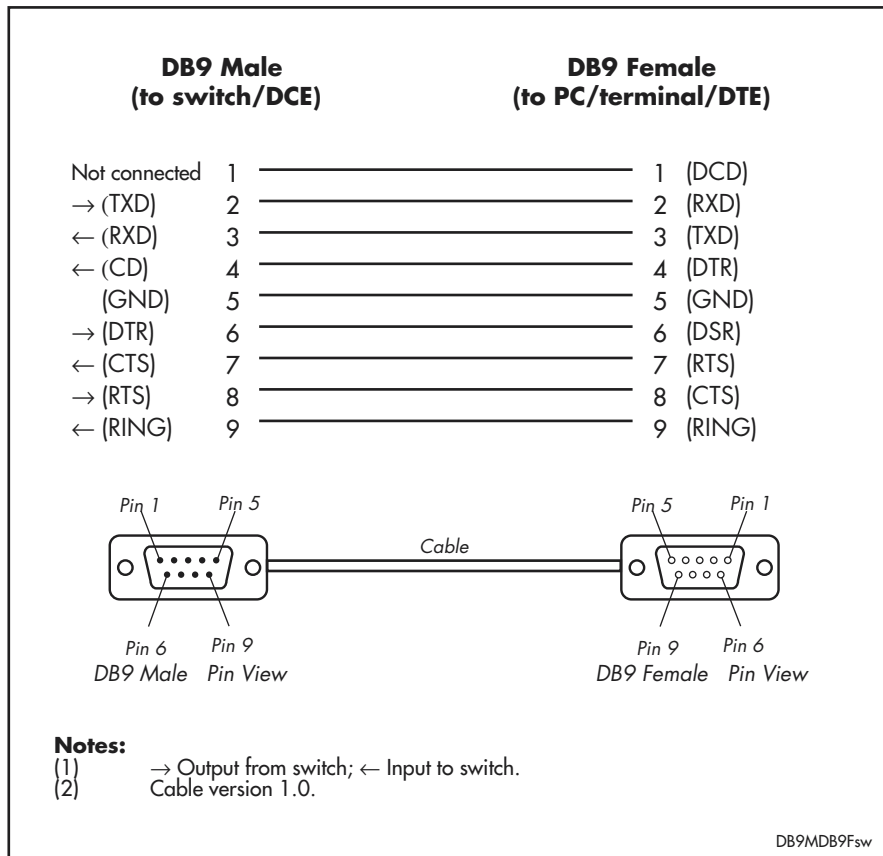 DB9 Male DB9 Female
(to switch/DCE) (to PC/terminal/DTE)
Not connected 1 1 (DCD)
→ (TXD) 2 2 (RXD)
← (RXD) 3 3 (TXD)
← (CD) 4 4 (DTR)
(GND) 5 5 (GND)
→ (DTR) 6 6 (DSR)
← (CTS) 7 7 (RTS)
→ (RTS) 8 8 (CTS)
← (RING) 9 9 (RING)
Pin 1 Pin 5 Pin 5 Pin 1
Cable
Pin 6 Pin 9 Pin 9 Pin 6
DB9 Male Pin View DB9 Female Pin View
Notes:
(1) → Output from switch; ← Input to switch.
(2) Cable version 1.0.
DB9MDB9Fsw